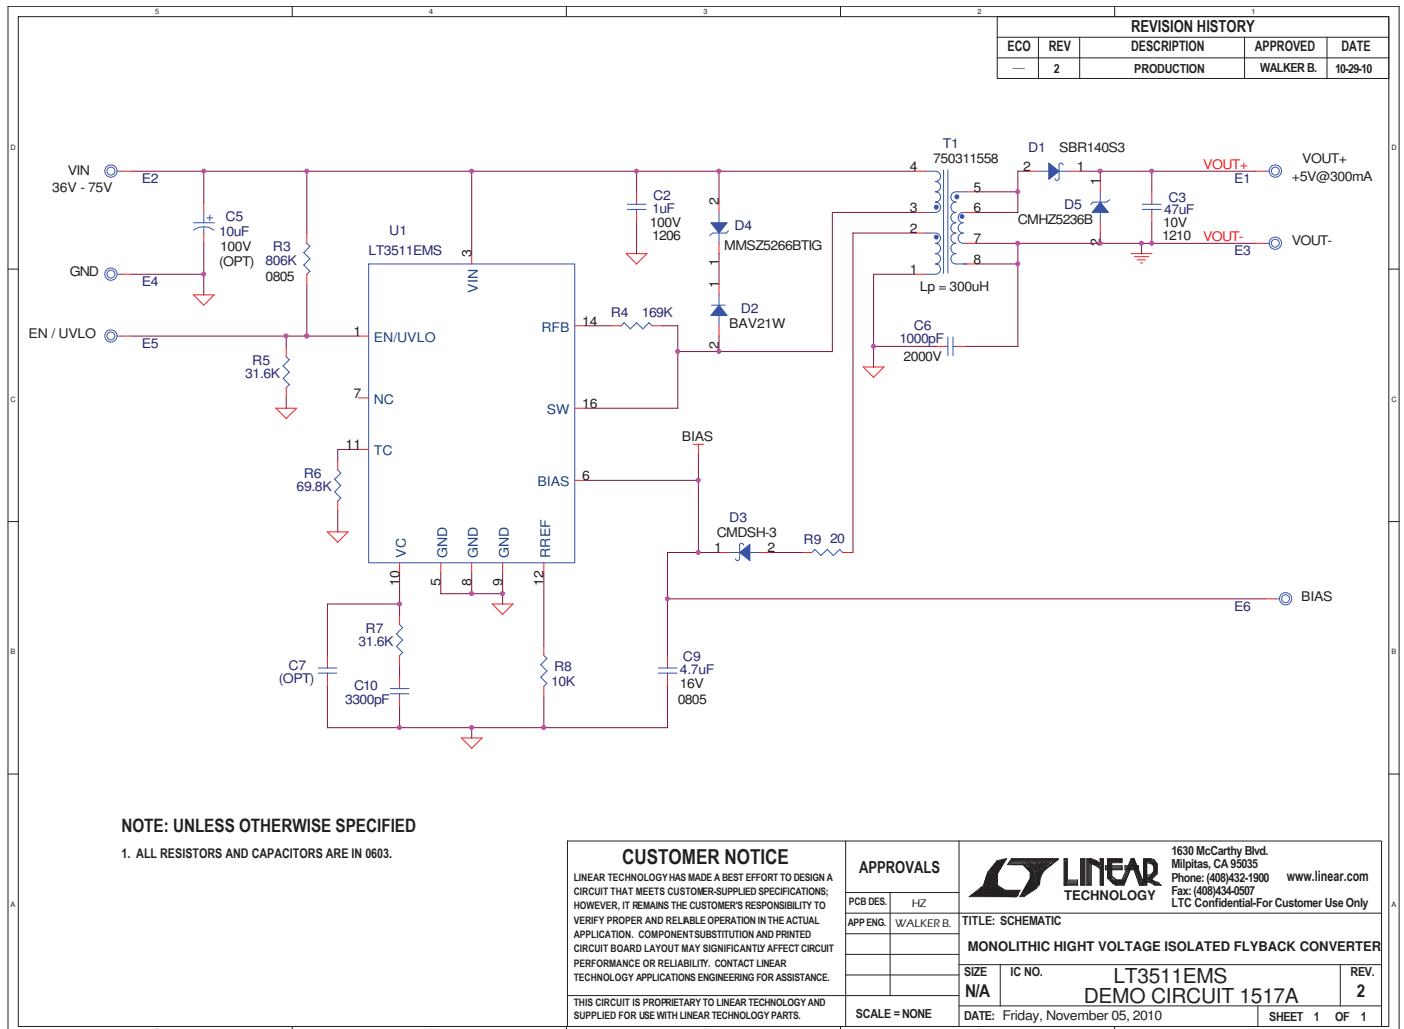 5 4 3 2 1
REVISION HISTORY
ECO REV DESCRIPTION APPROVED DATE
— 2 PRODUCTION WALKER B. 10-29-10
D D
C C
B B
A A
VIN
36V - 75V
E2
GND
E4
EN / UVLO
E5
C5
10uF
100V
(OPT)
R3
806K
0805
R5
31.6K
U1
LT3511EMS
3
VIN
1
EN/UVLO
7
NC
11
TC
R6
69.8K
RFB
14
SW
16
BIAS
6
VC
GND
GND
GND
RREF
10
5
8
9
12
R7
31.6K
C7
(OPT)
C10
3300pF
R8
10K
C9
4.7uF
16V
0805
C2
1uF
100V
1206
2
D4
MMSZ5266BTIG
1
1
D2
BAV21W
2
R4 169K
BIAS
D3
CMDSH-3
1 2
R9 20
T1
750311558
4
3
2
1
5
6
7
8
Lp = 300uH
C6
1000pF
2000V
D1 SBR140S3
2 1
1
D5
CMHZ5236B
2
C3
47uF
10V
1210
VOUT+
E1
VOUT+
+5V@300mA
VOUT-
E3
VOUT-
E6
BIAS
NOTE: UNLESS OTHERWISE SPECIFIED
1. ALL RESISTORS AND CAPACITORS ARE IN 0603.
CUSTOMER NOTICE
LINEAR TECHNOLOGY HAS MADE A BEST EFFORT TO DESIGN A
CIRCUIT THAT MEETS CUSTOMER-SUPPLIED SPECIFICATIONS;
HOWEVER, IT REMAINS THE CUSTOMER'S RESPONSIBILITY TO
VERIFY PROPER AND RELIABLE OPERATION IN THE ACTUAL
APPLICATION. COMPONENT SUBSTITUTION AND PRINTED
CIRCUIT BOARD LAYOUT MAY SIGNIFICANTLY AFFECT CIRCUIT
PERFORMANCE OR RELIABILITY. CONTACT LINEAR
TECHNOLOGY APPLICATIONS ENGINEERING FOR ASSISTANCE.
THIS CIRCUIT IS PROPRIETARY TO LINEAR TECHNOLOGY AND
SUPPLIED FOR USE WITH LINEAR TECHNOLOGY PARTS.
APPROVALS
PCB DES. HZ
APP ENG. WALKER B.
SCALE = NONE
LINEAR
TECHNOLOGY
1630 McCarthy Blvd.
Milpitas, CA 95035
Phone: (408)432-1900 www.linear.com
Fax: (408)434-0507
LTC Confidential-For Customer Use Only
TITLE: SCHEMATIC
MONOLITHIC HIGHT VOLTAGE ISOLATED FLYBACK CONVERTER
SIZE
N/A
IC NO.
LT3511EMS
DEMO CIRCUIT 1517A
REV.
2
DATE: Friday, November 05, 2010
SHEET 1 OF 1